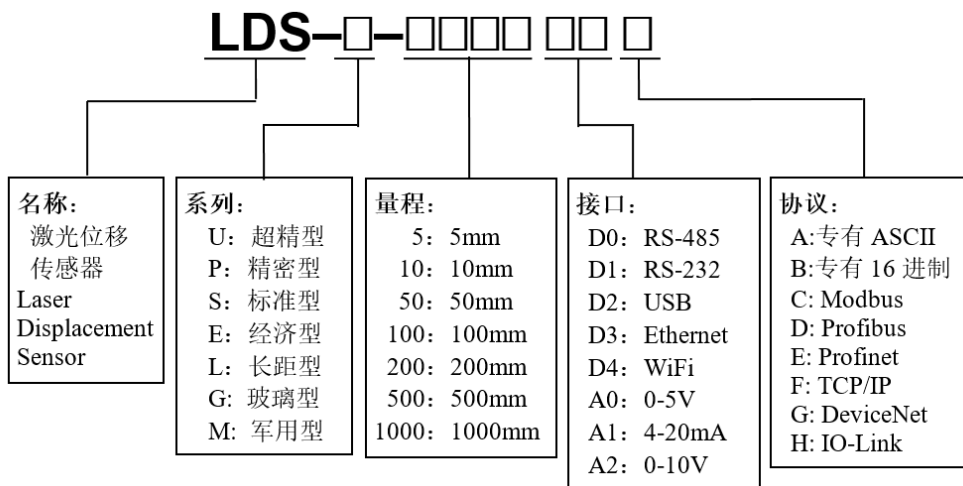 LDS-□-□□□□ □□ □
名称：
激光位移
传感器
Laser
Displacement
Sensor
系列：
U：超精型
P：精密型
S：标准型
E：经济型
L：长距型
G: 玻璃型
M: 军用型
量程：
5：5mm
10：10mm
50：50mm
100：100mm
200：200mm
500：500mm
1000：1000mm
接口：
D0：RS-485
D1：RS-232
D2：USB
D3：Ethernet
D4：WiFi
A0：0-5V
A1：4-20mA
A2：0-10V
协议：
A:专有 ASCII
B:专有 16 进制
C: Modbus
D: Profibus
E: Profinet
F: TCP/IP
G: DeviceNet
H: IO-Link